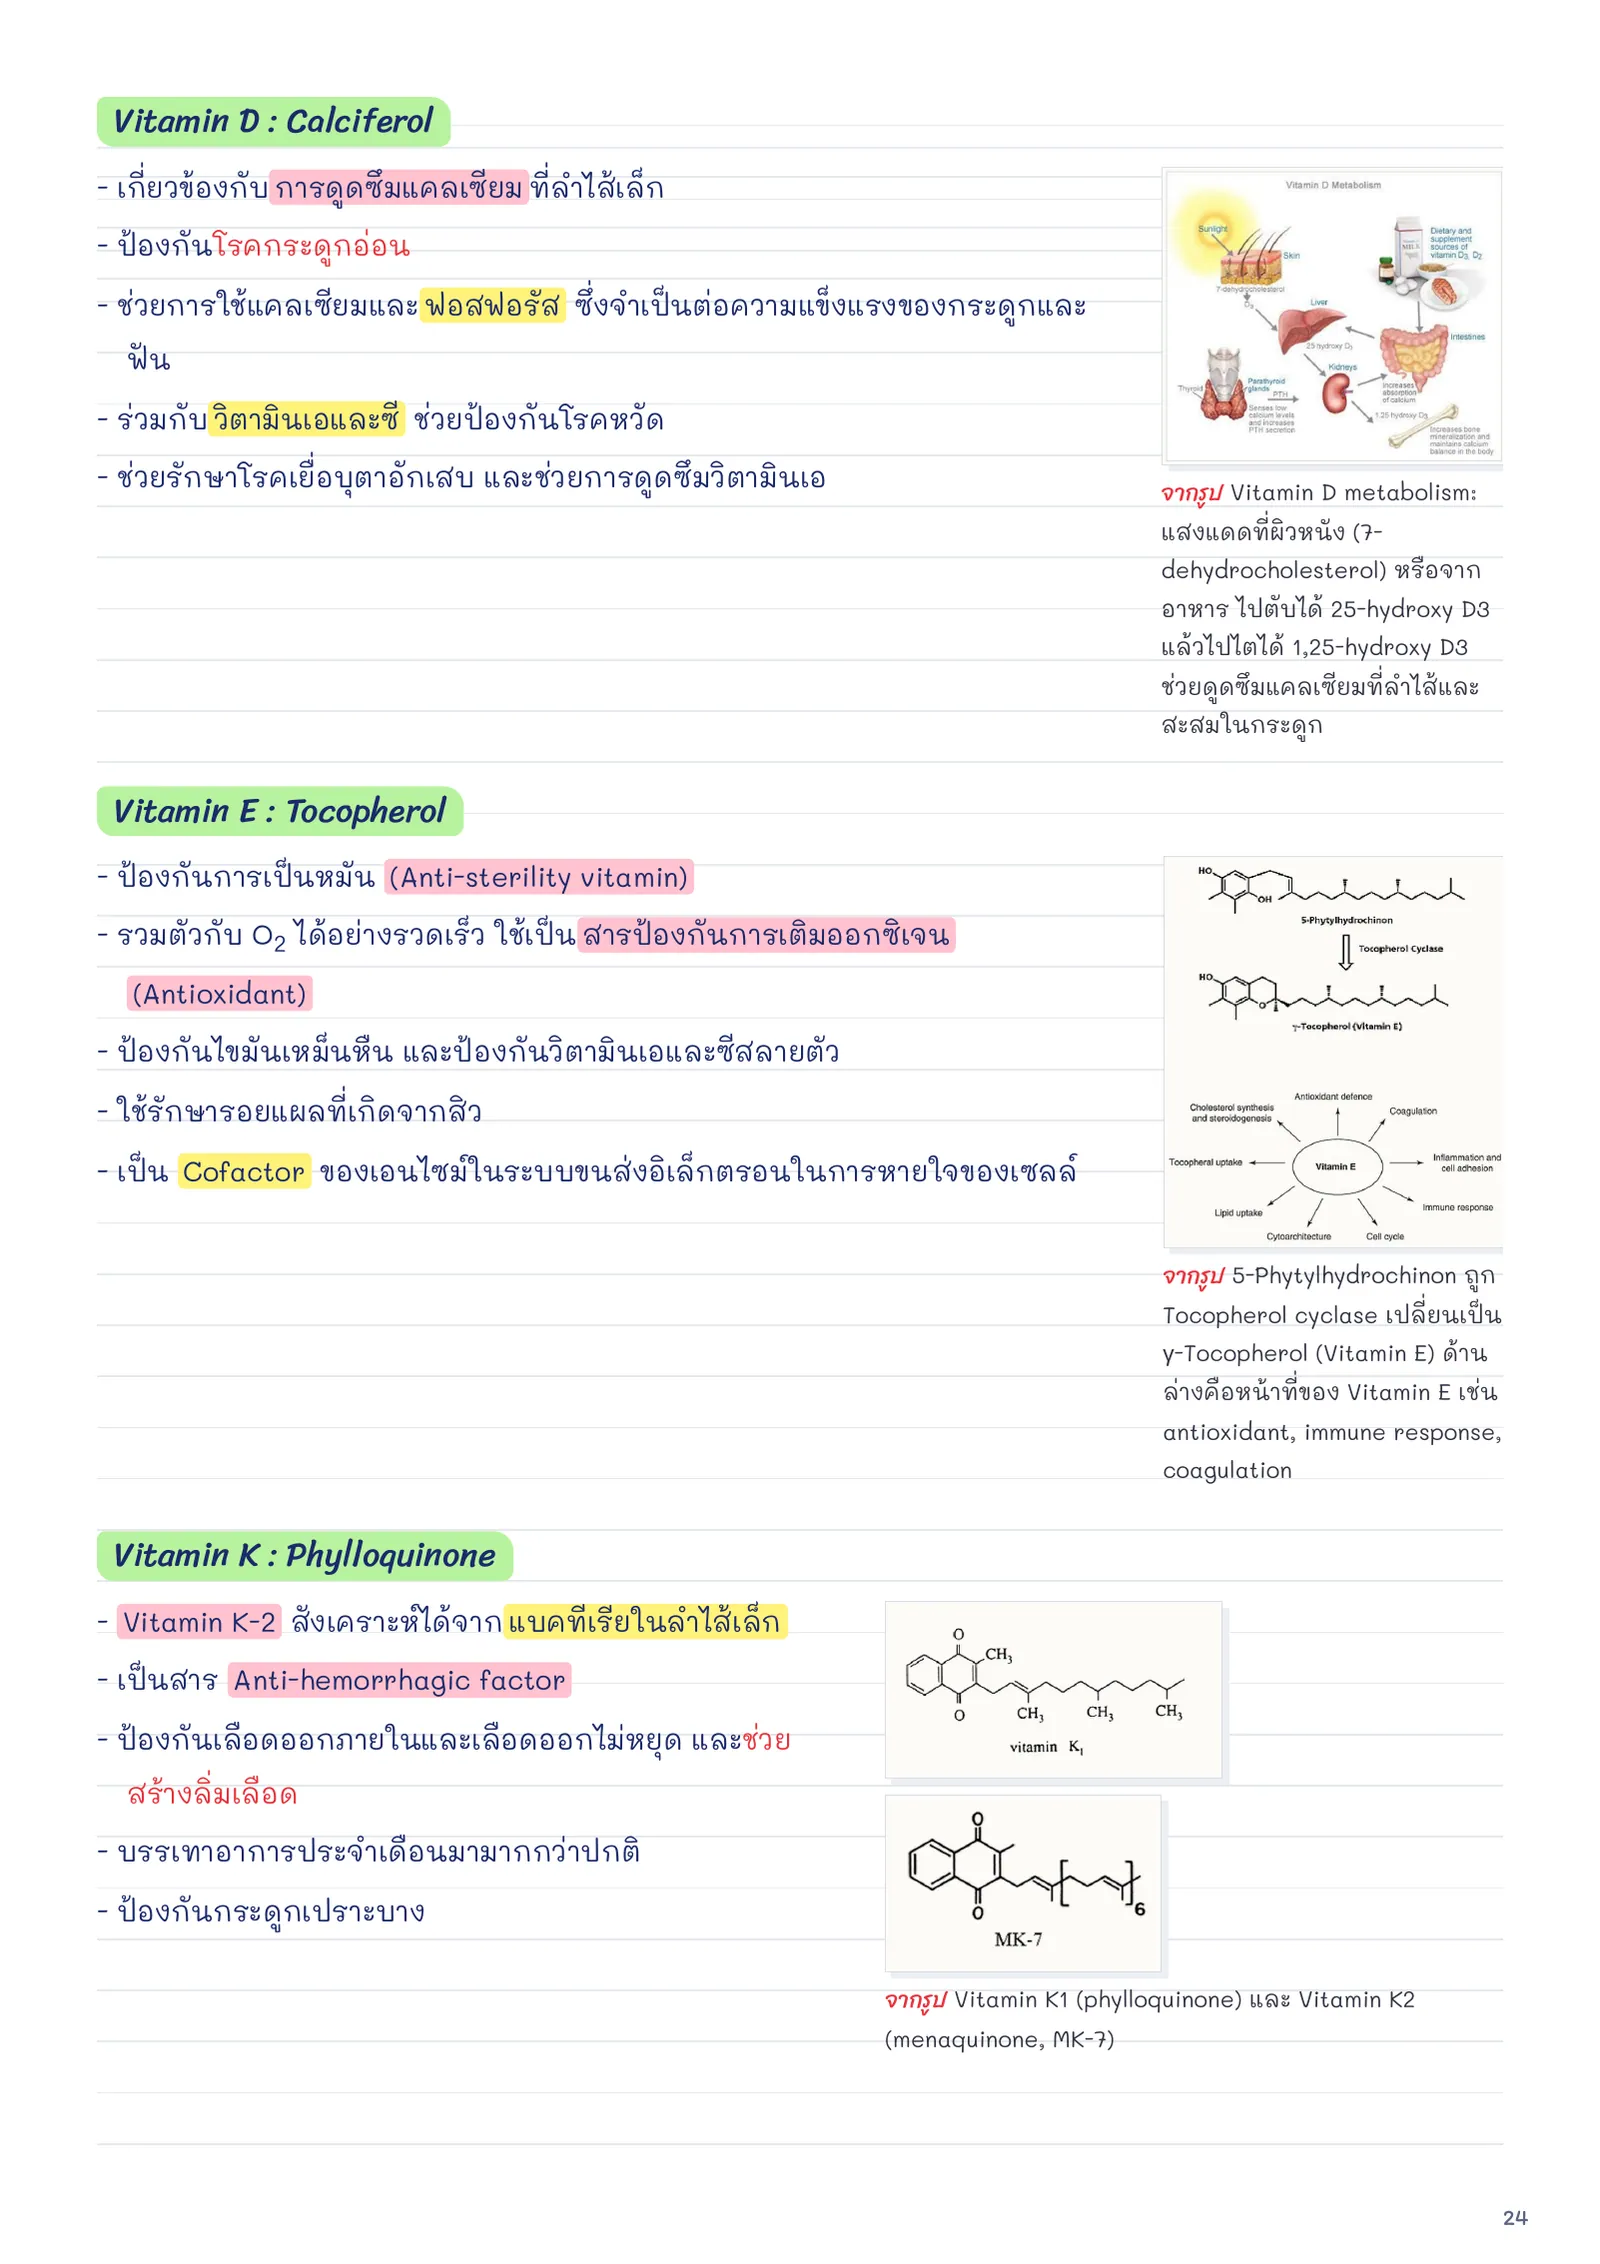 Vitamin D : Calciferol
- เกี่ยวข้องกับการดูดซึมแคลเซียมที่ลำไส้เล็ก
- ป้องกันโรคกระดูกอ่อน
- ช่วยการใช้แคลเซียมและฟอสฟอรัส ซึ่งจำเป็นต่อความแข็งแรงของกระดูกและ
ฟัน
- ร่วมกับวิตามินเอและซี ช่วยป้องกันโรคหวัด
- ช่วยรักษาโรคเยื่อบุตาอักเสบ และช่วยการดูดซึมวิตามินเอ
Vitamin D Metabolism
Sunlight
Skin
7-dehydrocholesterol
D3
Dietary and
supplement
sources of
vitamin D3, D2
MILK
Liver
25 hydroxy D3
Intestines
Kidneys
Thyroid
Parathyroid
glands
PTH
Senses low
calcium levels
and increases
PTH secretion
Increases
absorption
of calcium
1,25 hydroxy D3
Increases bone
mineralization and
maintains calcium
balance in the body
จากรูป Vitamin D metabolism:
แสงแดดที่ผิวหนัง (7-
dehydrocholesterol) หรือจาก
อาหาร ไปตับได้ 25-hydroxy D3
แล้วไปไตได้ 1,25-hydroxy D3
ช่วยดูดซึมแคลเซียมที่ลำไส้และ
สะสมในกระดูก
Vitamin E : Tocopherol
- ป้องกันการเป็นหมัน (Anti-sterility vitamin)
- รวมตัวกับ O₂ ได้อย่างรวดเร็ว ใช้เป็นสารป้องกันการเติมออกซิเจน
(Antioxidant)
- ป้องกันไขมันเหม็นหืน และป้องกันวิตามินเอและซีสลายตัว
- ใช้รักษารอยแผลที่เกิดจากสิว
- เป็น Cofactor ของเอนไซม์ในระบบขนส่งอิเล็กตรอนในการหายใจของเซลล์
HO
OH
5-Phytylhydrochinon
Tocopherol Cyclase
HO
O
γ-Tocopherol (Vitamin E)
Antioxidant defence
Cholesterol synthesis
and steroidogenesis
Coagulation
Tocopheral uptake
Vitamin E
Inflammation and
cell adhesion
Lipid uptake
Immune response
Cytoarchitecture
Cell cycle
จากรูป 5-Phytylhydrochinon ถูก
Tocopherol cyclase เปลี่ยนเป็น
γ-Tocopherol (Vitamin E) ด้าน
ล่างคือหน้าที่ของ Vitamin E เช่น
antioxidant, immune response,
coagulation
Vitamin K : Phylloquinone
- Vitamin K-2 สังเคราะห์ได้จากแบคทีเรียในลำไส้เล็ก
- เป็นสาร Anti-hemorrhagic factor
- ป้องกันเลือดออกภายในและเลือดออกไม่หยุด และช่วย
สร้างลิ่มเลือด
- บรรเทาอาการประจำเดือนมามากกว่าปกติ
- ป้องกันกระดูกเปราะบาง
O
CH₃
O
CH₃
CH₃
CH₃
vitamin K₁
O
O
6
MK-7
จากรูป Vitamin K1 (phylloquinone) และ Vitamin K2
(menaquinone, MK-7)
24